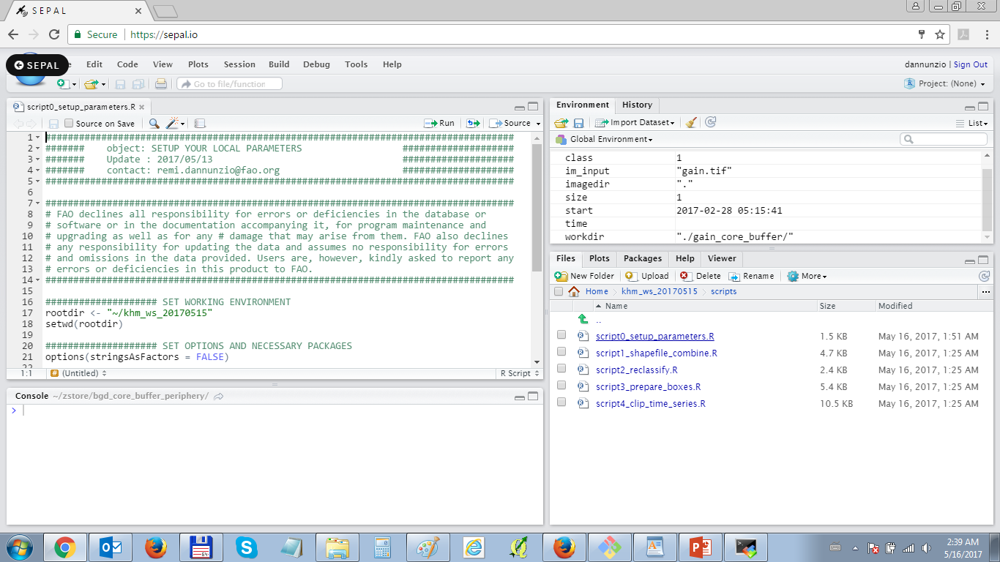 S E P A L
Secure
https://sepal.io
SEPAL
Edit Code View Plots Session Build Debug Tools Help
dannunzio | Sign Out
Go to file/function
Project: (None)
script0_setup_parameters.R
Source on Save
Run
Source
1 ####################################################################################
2 ####### object: SETUP YOUR LOCAL PARAMETERS ####################
3 ####### Update : 2017/05/13 ####################
4 ####### contact: remi.dannunzio@fao.org ####################
5 ####################################################################################
6
7 ####################################################################################
8 # FAO declines all responsibility for errors or deficiencies in the database or
9 # software or in the documentation accompanying it, for program maintenance and
10 # upgrading as well as for any # damage that may arise from them. FAO also declines
11 # any responsibility for updating the data and assumes no responsibility for errors
12 # and omissions in the data provided. Users are, however, kindly asked to report any
13 # errors or deficiencies in this product to FAO.
14 ####################################################################################
15
16 #################### SET WORKING ENVIRONMENT
17 rootdir <- "~/khm_ws_20170515"
18 setwd(rootdir)
19
20 #################### SET OPTIONS AND NECESSARY PACKAGES
21 options(stringsAsFactors = FALSE)
22
1:1 (Untitled) R Script
Console ~/zstore/bgd_core_buffer_periphery/
>
Environment History
Import Dataset
List
Global Environment
class 1
im_input "gain.tif"
imagedir "."
size 1
start 2017-02-28 05:15:41
time
workdir "./gain_core_buffer/"
Files Plots Packages Help Viewer
New Folder Upload Delete Rename More
Home khm_ws_20170515 scripts
Name Size Modified
..
script0_setup_parameters.R 1.5 KB May 16, 2017, 1:51 AM
script1_shapefile_combine.R 4.7 KB May 16, 2017, 1:25 AM
script2_reclassify.R 2.4 KB May 16, 2017, 1:25 AM
script3_prepare_boxes.R 5.4 KB May 16, 2017, 1:25 AM
script4_clip_time_series.R 10.5 KB May 16, 2017, 1:25 AM
2:39 AM
5/16/2017